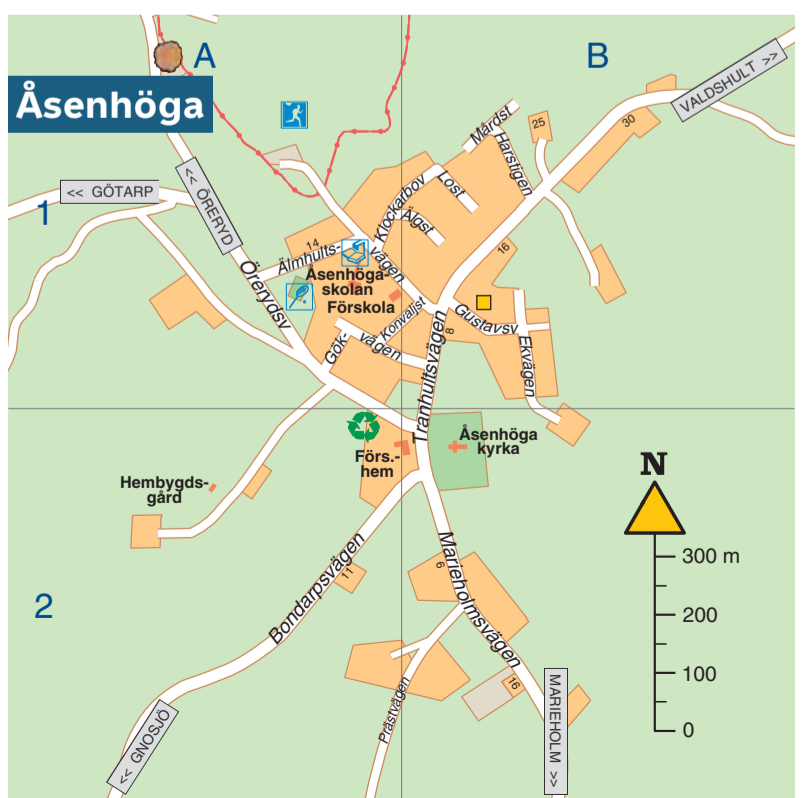 A
B
Åsenhöga
VALDSHULT >>
<< GÖTARP
<< ÖRERYD
1
25
30
Mårdst
Harstigen
Lost
Klockarbov
Älgst
14
16
Älmhults-
vägen
Örerydsv
Åsenhöga-
skolan
Förskola
Konväljst
Gök-
vägen
8
Gustavsv
Ekvägen
Tranhultsvägen
Förs.-
hem
Åsenhöga
kyrka
Hembygds-
gård
N
300 m
200
100
0
2
Bondarpsvägen
11
6
Marieholmsvägen
16
Prästvägen
<< GNOSJÖ
MARIEHOLM >>